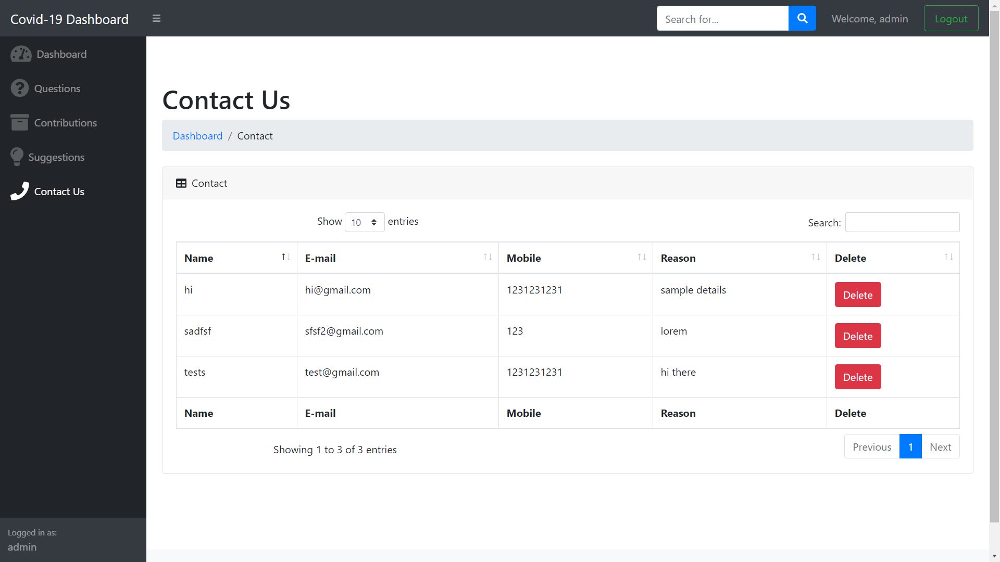 Covid-19 Dashboard
Search for...
Welcome, admin
Logout
Dashboard
Questions
Contributions
Suggestions
Contact Us
Contact Us
Dashboard / Contact
Contact
Show 10 entries
Search:
Name E-mail Mobile Reason Delete
hi hi@gmail.com 1231231231 sample details Delete
sadfsf sfsf2@gmail.com 123 lorem Delete
tests test@gmail.com 1231231231 hi there Delete
Name E-mail Mobile Reason Delete
Showing 1 to 3 of 3 entries
Previous 1 Next
Logged in as:
admin